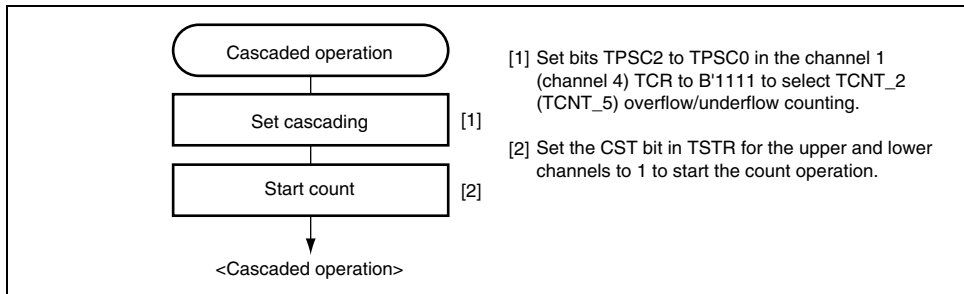 Cascaded operation
Set cascading
[1]
Start count
[2]
<Cascaded operation>
[1] Set bits TPSC2 to TPSC0 in the channel 1
(channel 4) TCR to B'1111 to select TCNT_2
(TCNT_5) overflow/underflow counting.
[2] Set the CST bit in TSTR for the upper and lower
channels to 1 to start the count operation.